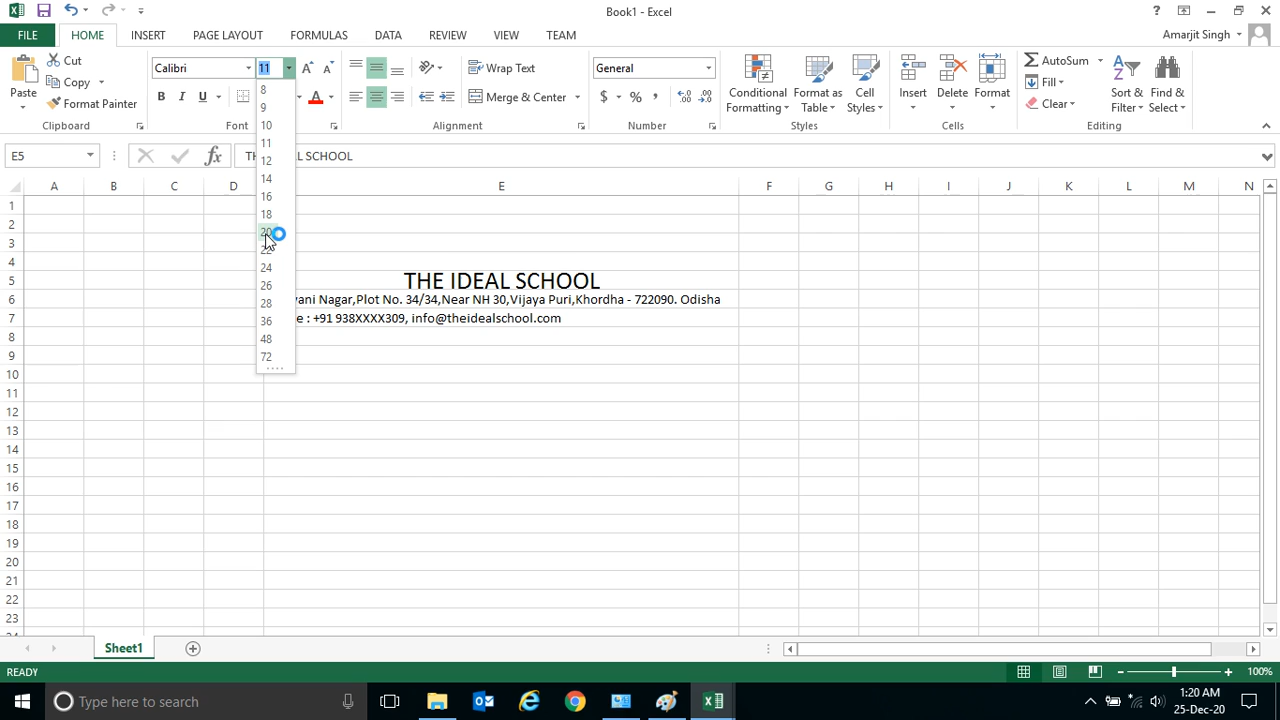 Book1 - Excel
?
FILE HOME INSERT PAGE LAYOUT FORMULAS DATA REVIEW VIEW TEAM
Amarjit Singh
Paste
Cut
Copy
Format Painter
Clipboard
Calibri 11
B I U A
Font
Wrap Text
Merge & Center
Alignment
General
$ % ,
Number
Conditional Formatting
Format as Table
Cell Styles
Styles
Insert
Delete
Format
Cells
AutoSum
Fill
Clear
Sort & Filter
Find & Select
Editing
8
9
10
11
12
14
16
18
20
22
24
26
28
36
48
72
E5 fx SCHOOL
A B C D E F G H I J K L M N
1
2
3
4
5 THE IDEAL SCHOOL
6 Nagar,Plot No. 34/34,Near NH 30,Vijaya Puri,Khordha - 722090. Odisha
7 : +91 938XXXX309, info@theidealschool.com
8
9
10
11
12
13
14
15
16
17
18
19
20
21
22
23
Sheet1
READY
100%
Type here to search
1:20 AM
25-Dec-20